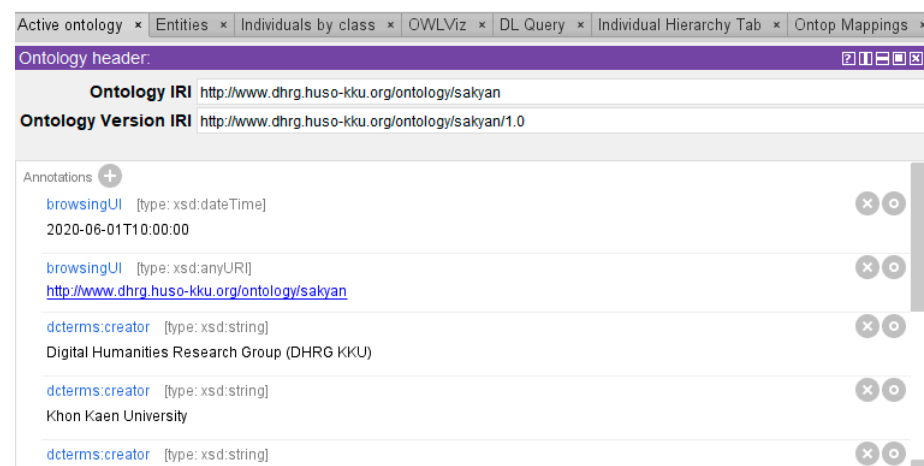 Active ontology × Entities × Individuals by class × OWLViz × DL Query × Individual Hierarchy Tab × Ontop Mappings ×
Ontology header:
Ontology IRI http://www.dhrg.huso-kku.org/ontology/sakyan
Ontology Version IRI http://www.dhrg.huso-kku.org/ontology/sakyan/1.0
Annotations
browsingUI [type: xsd:dateTime]
2020-06-01T10:00:00
browsingUI [type: xsd:anyURI]
http://www.dhrg.huso-kku.org/ontology/sakyan
dcterms:creator [type: xsd:string]
Digital Humanities Research Group (DHRG KKU)
dcterms:creator [type: xsd:string]
Khon Kaen University
dcterms:creator [type: xsd:string]